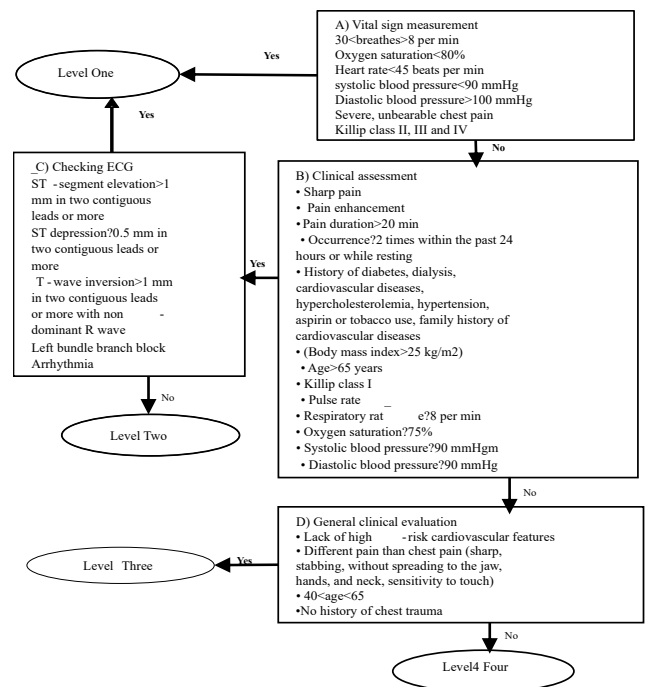 A) Vital sign measurement
30<breathes>8 per min
Oxygen saturation<80%
Heart rate<45 beats per min
systolic blood pressure<90 mmHg
Diastolic blood pressure>100 mmHg
Severe, unbearable chest pain
Killip class II, III and IV
Yes
Level One
Yes
No
_C) Checking ECG
ST -segment elevation>1
mm in two contiguous
leads or more
ST depression?0.5 mm in
two contiguous leads or
more
T -wave inversion>1 mm
in two contiguous leads
or more with non -
dominant R wave
Left bundle branch block
Arrhythmia
B) Clinical assessment
• Sharp pain
• Pain enhancement
•Pain duration>20 min
• Occurrence?2 times within the past 24
hours or while resting
• History of diabetes, dialysis,
cardiovascular diseases,
hypercholesterolemia, hypertension,
aspirin or tobacco use, family history of
cardiovascular diseases
• (Body mass index>25 kg/m2)
• Age>65 years
• Killip class I
• Pulse rate _
• Respiratory rat e?8 per min
• Oxygen saturation?75%
• Systolic blood pressure?90 mmHgm
• Diastolic blood pressure?90 mmHg
Yes
No
Level Two
No
D) General clinical evaluation
• Lack of high -risk cardiovascular features
• Different pain than chest pain (sharp,
stabbing, without spreading to the jaw,
hands, and neck, sensitivity to touch)
• 40<age<65
•No history of chest trauma
Yes
Level Three
No
Level4 Four